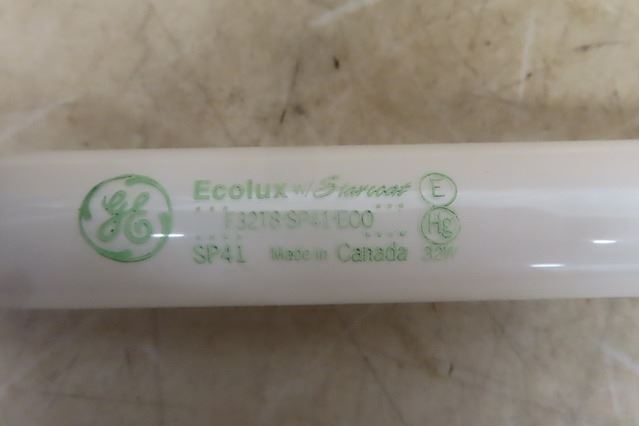 GE Ecolux w/ Starcoat E
F32T8·SP41·ECO Hg
SP41 Made in Canada 32W